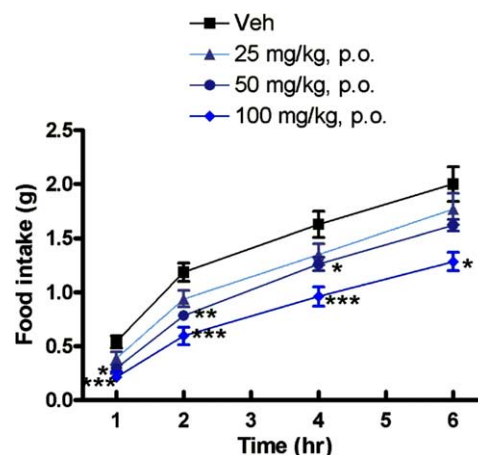 Veh
25 mg/kg, p.o.
50 mg/kg, p.o.
100 mg/kg, p.o.
2.5
2.0
1.5
1.0
0.5
0.0
Food intake (g)
*
***
**
***
*
***
*
1 2 3 4 5 6
Time (hr)